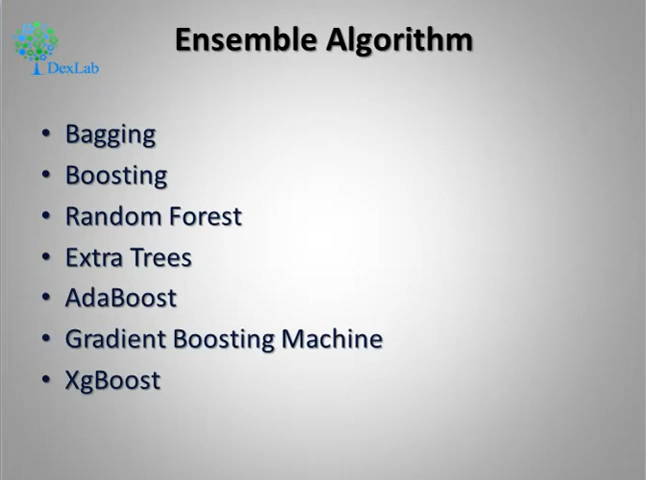 Ensemble Algorithm
DexLab
• Bagging
• Boosting
• Random Forest
• Extra Trees
• AdaBoost
• Gradient Boosting Machine
• XgBoost